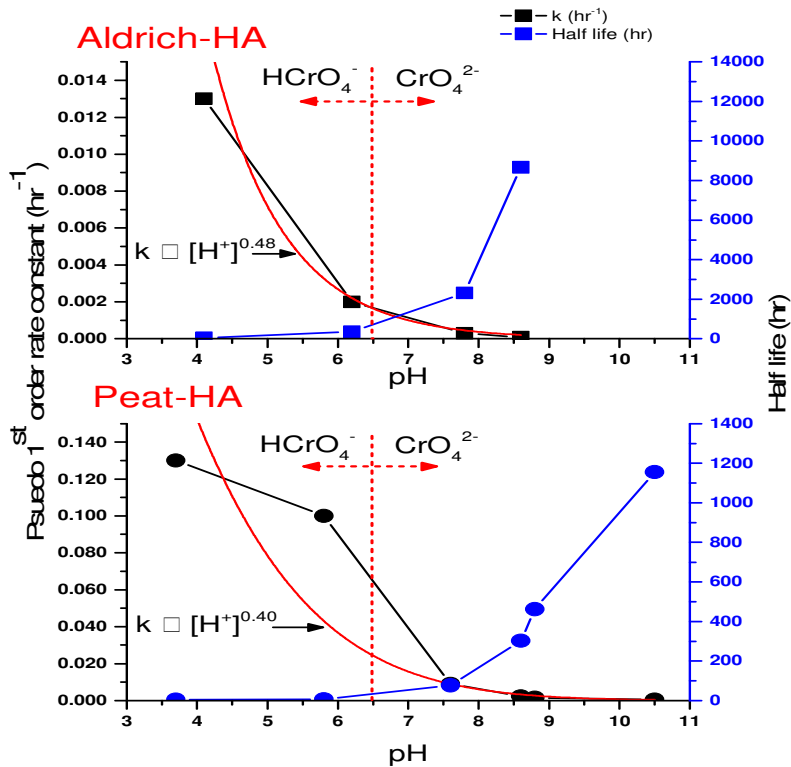 k (hr⁻¹)
Half life (hr)
Aldrich-HA
HCrO₄⁻ CrO₄²⁻
0.014
0.012
0.010
0.008
0.006
0.004
0.002
0.000
k □ [H⁺]⁰·⁴⁸
14000
12000
10000
8000
6000
4000
2000
0
3 4 5 6 7 8 9 10 11
pH
Peat-HA
HCrO₄⁻ CrO₄²⁻
0.140
0.120
0.100
0.080
0.060
0.040
0.020
0.000
k □ [H⁺]⁰·⁴⁰
1400
1200
1000
800
600
400
200
0
3 4 5 6 7 8 9 10 11
pH
Psuedo 1ˢᵗ order rate constant (hr⁻¹)
Half life (hr)